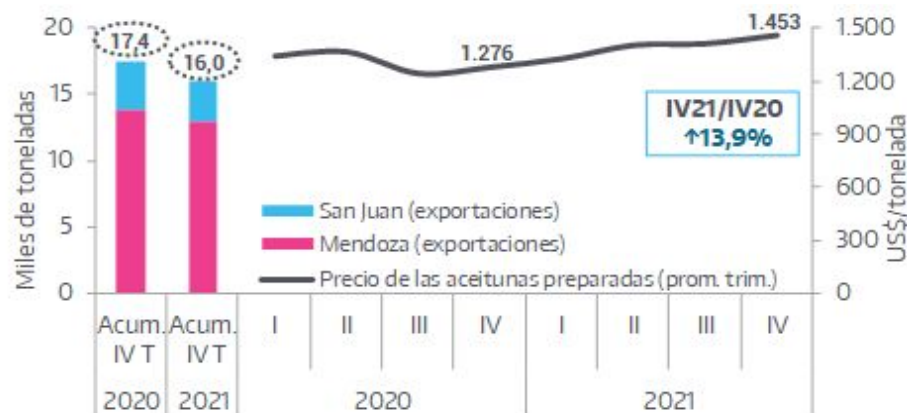 Miles de toneladas
20
15
10
5
0
17,4
16,0
1.276
1.453
IV21/IV20
↑13,9%
San Juan (exportaciones)
Mendoza (exportaciones)
Precio de las aceitunas preparadas (prom. trim.)
1.500
1.200
900
600
300
0
US$/tonelada
Acum. IV T
Acum. IV T
I
II
III
IV
I
II
III
IV
2020
2021
2020
2021